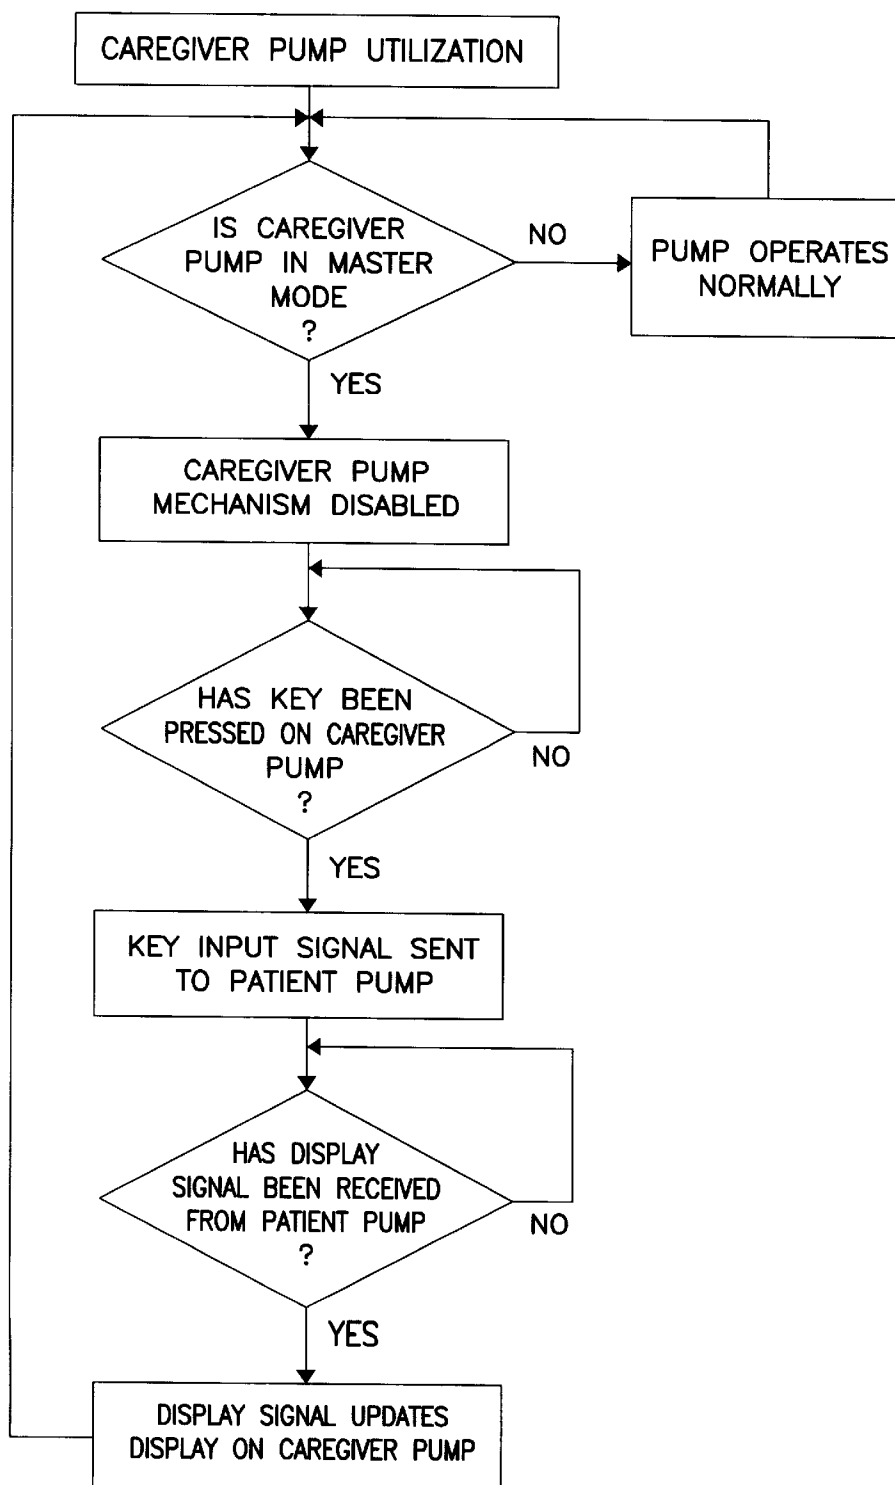 CAREGIVER PUMP UTILIZATION
IS CAREGIVER
PUMP IN MASTER
MODE
?
NO
PUMP OPERATES
NORMALLY
YES
CAREGIVER PUMP
MECHANISM DISABLED
HAS KEY BEEN
PRESSED ON CAREGIVER
PUMP
?
NO
YES
KEY INPUT SIGNAL SENT
TO PATIENT PUMP
HAS DISPLAY
SIGNAL BEEN RECEIVED
FROM PATIENT PUMP
?
NO
YES
DISPLAY SIGNAL UPDATES
DISPLAY ON CAREGIVER PUMP